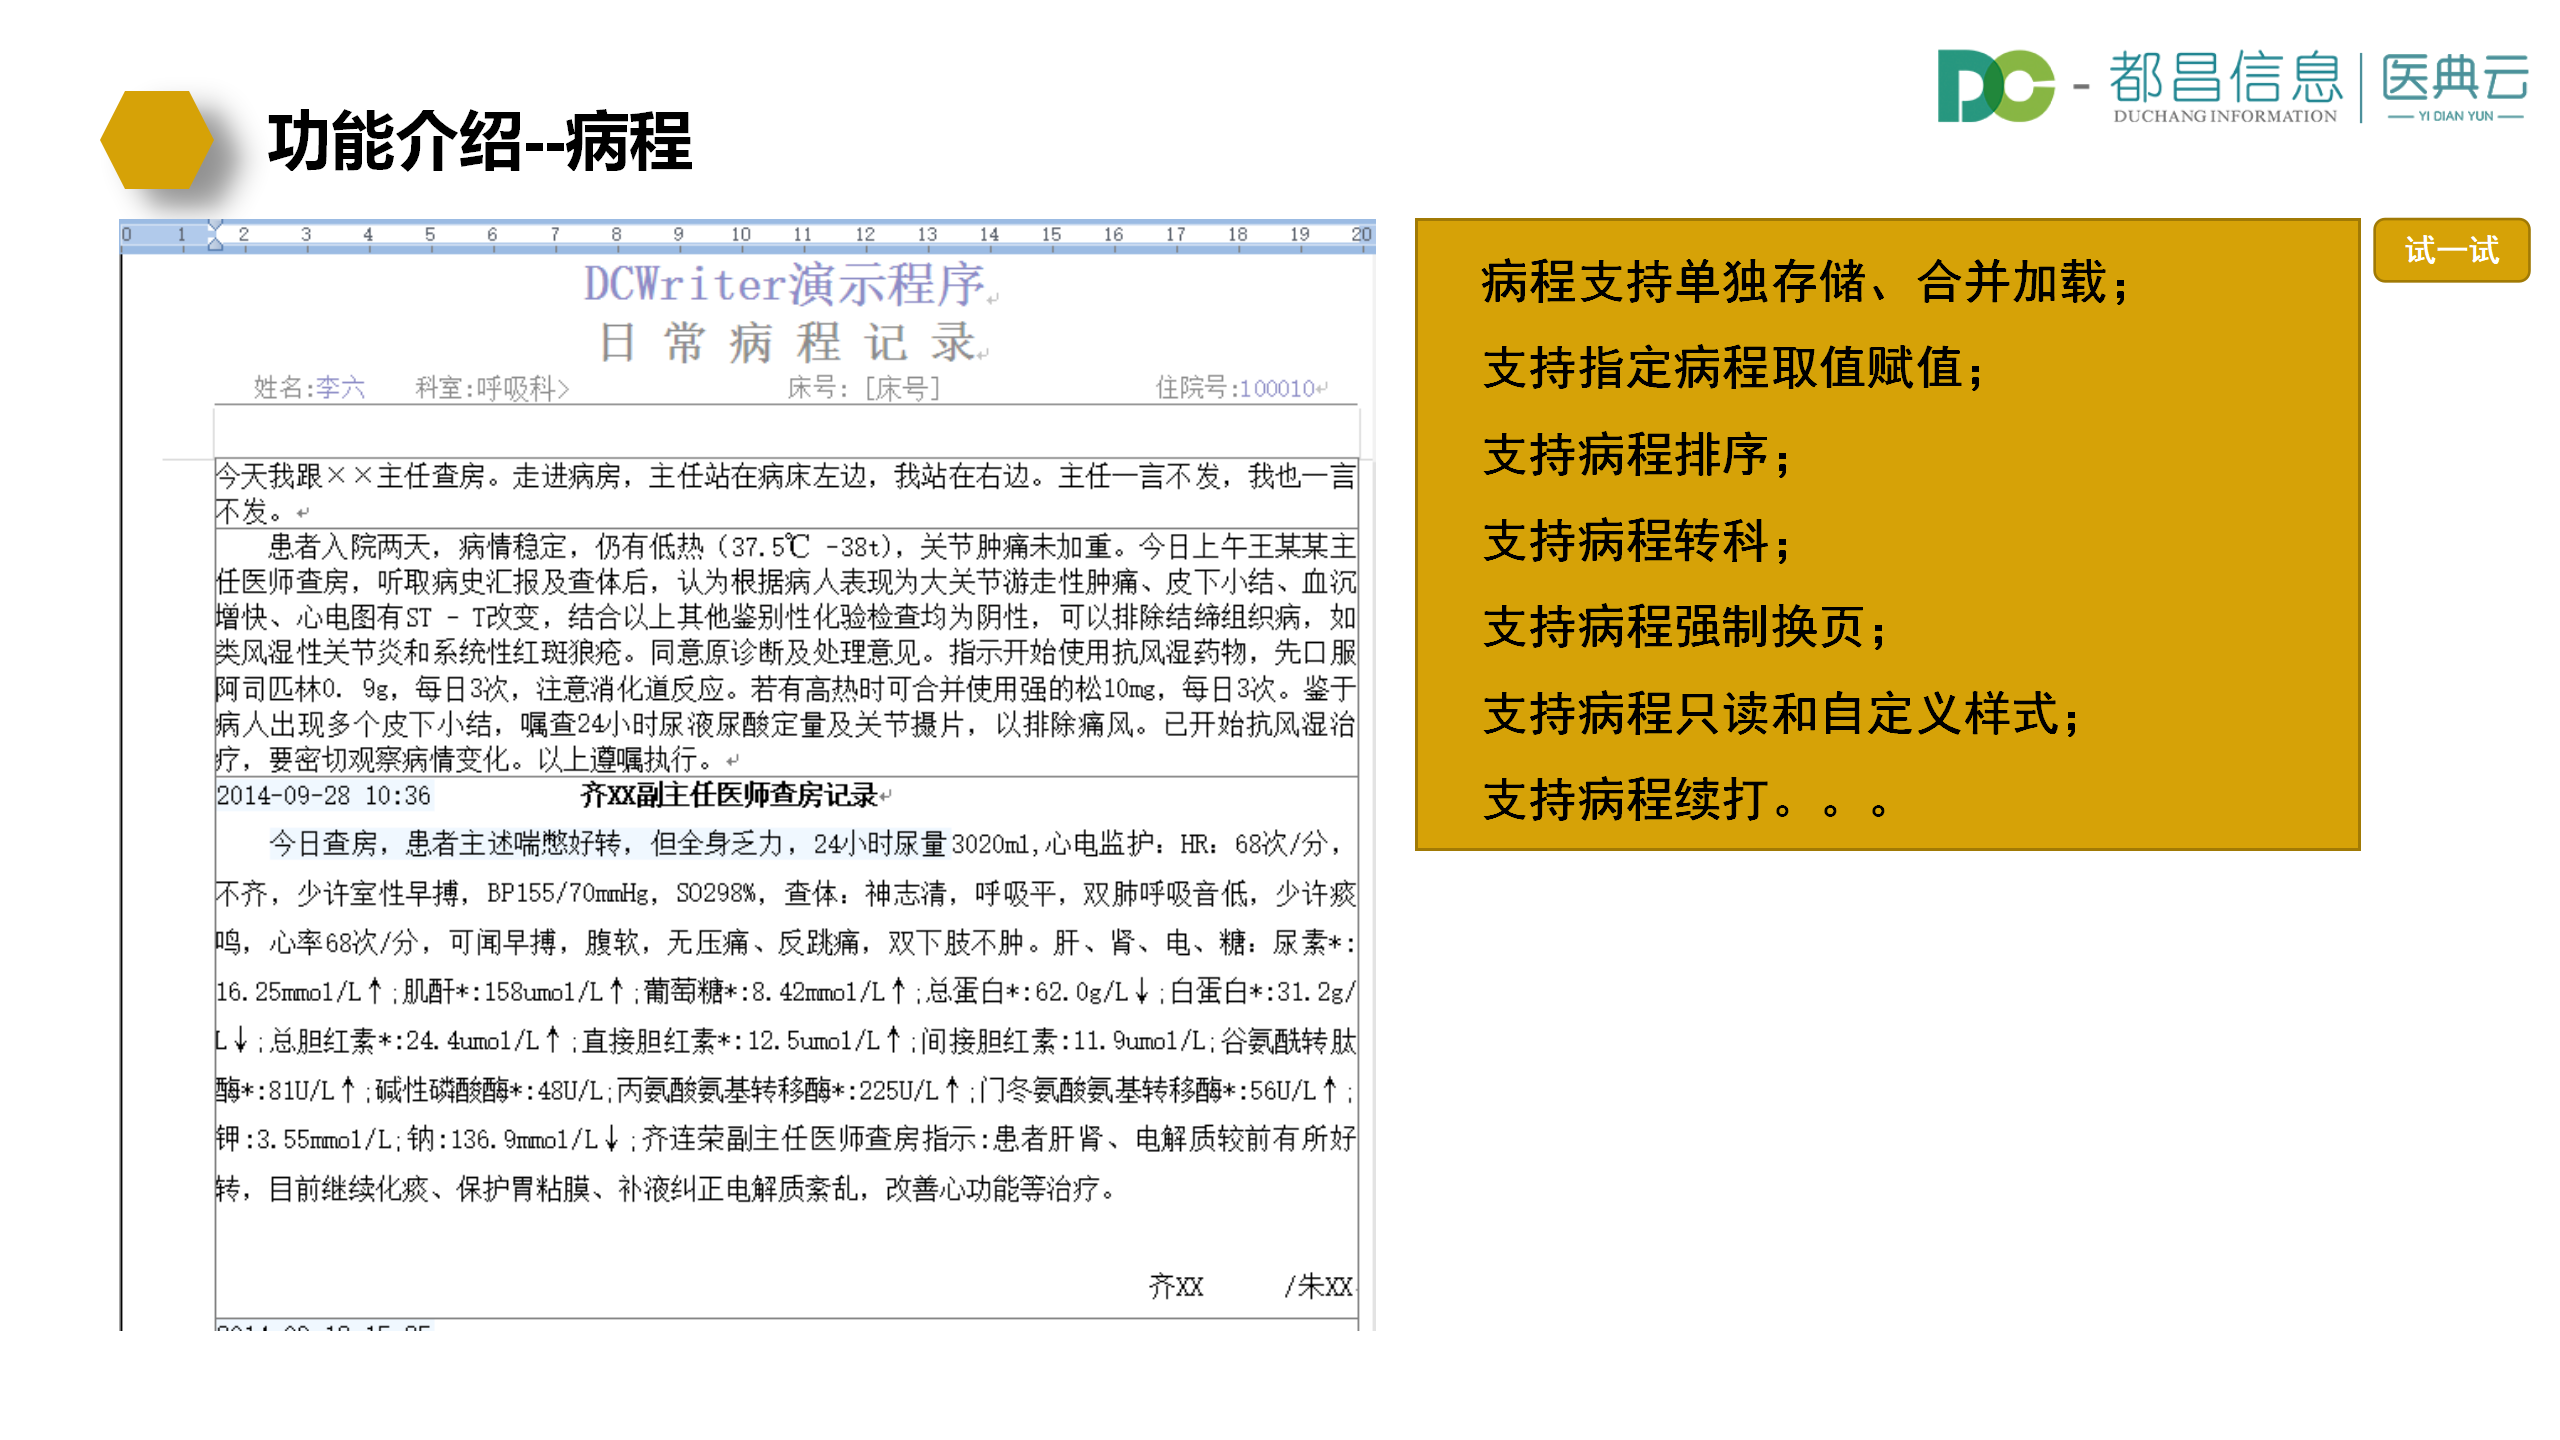 DC - 都昌信息 | 医典云
DUCHANG INFORMATION
YI DIAN YUN
功能介绍--病程
0 1 2 3 4 5 6 7 8 9 10 11 12 13 14 15 16 17 18 19 20
DCWriter演示程序
日 常 病 程 记 录
姓名:李六 科室:呼吸科> 床号: [床号] 住院号:100010
今天我跟××主任查房。走进病房，主任站在病床左边，我站在右边。主任一言不发，我也一言
不发。
患者入院两天，病情稳定，仍有低热（37.5℃ -38t），关节肿痛未加重。今日上午王某某主
任医师查房，听取病史汇报及查体后，认为根据病人表现为大关节游走性肿痛、皮下小结、血沉
增快、心电图有ST - T改变，结合以上其他鉴别性化验检查均为阴性，可以排除结缔组织病，如
类风湿性关节炎和系统性红斑狼疮。同意原诊断及处理意见。指示开始使用抗风湿药物，先口服
阿司匹林0. 9g，每日3次，注意消化道反应。若有高热时可合并使用强的松10mg，每日3次。鉴于
病人出现多个皮下小结，嘱查24小时尿液尿酸定量及关节摄片，以排除痛风。已开始抗风湿治
疗，要密切观察病情变化。以上遵嘱执行。
2014-09-28 10:36 齐XX副主任医师查房记录
今日查房，患者主述喘憋好转，但全身乏力，24小时尿量3020ml,心电监护：HR：68次/分，
不齐，少许室性早搏，BP155/70mmHg，SO298%，查体：神志清，呼吸平，双肺呼吸音低，少许痰
鸣，心率68次/分，可闻早搏，腹软，无压痛、反跳痛，双下肢不肿。肝、肾、电、糖：尿素*:
16.25mmol/L↑;肌酐*:158umol/L↑;葡萄糖*:8.42mmol/L↑;总蛋白*:62.0g/L↓;白蛋白*:31.2g/
L↓;总胆红素*:24.4umol/L↑;直接胆红素*:12.5umol/L↑;间接胆红素:11.9umol/L;谷氨酰转肽
酶*:81U/L↑;碱性磷酸酶*:48U/L;丙氨酸氨基转移酶*:225U/L↑;门冬氨酸氨基转移酶*:56U/L↑;
钾:3.55mmol/L;钠:136.9mmol/L↓;齐连荣副主任医师查房指示:患者肝肾、电解质较前有所好
转，目前继续化痰、保护胃粘膜、补液纠正电解质紊乱，改善心功能等治疗。
齐XX /朱XX
病程支持单独存储、合并加载；
支持指定病程取值赋值；
支持病程排序；
支持病程转科；
支持病程强制换页；
支持病程只读和自定义样式；
支持病程续打。。。
试一试